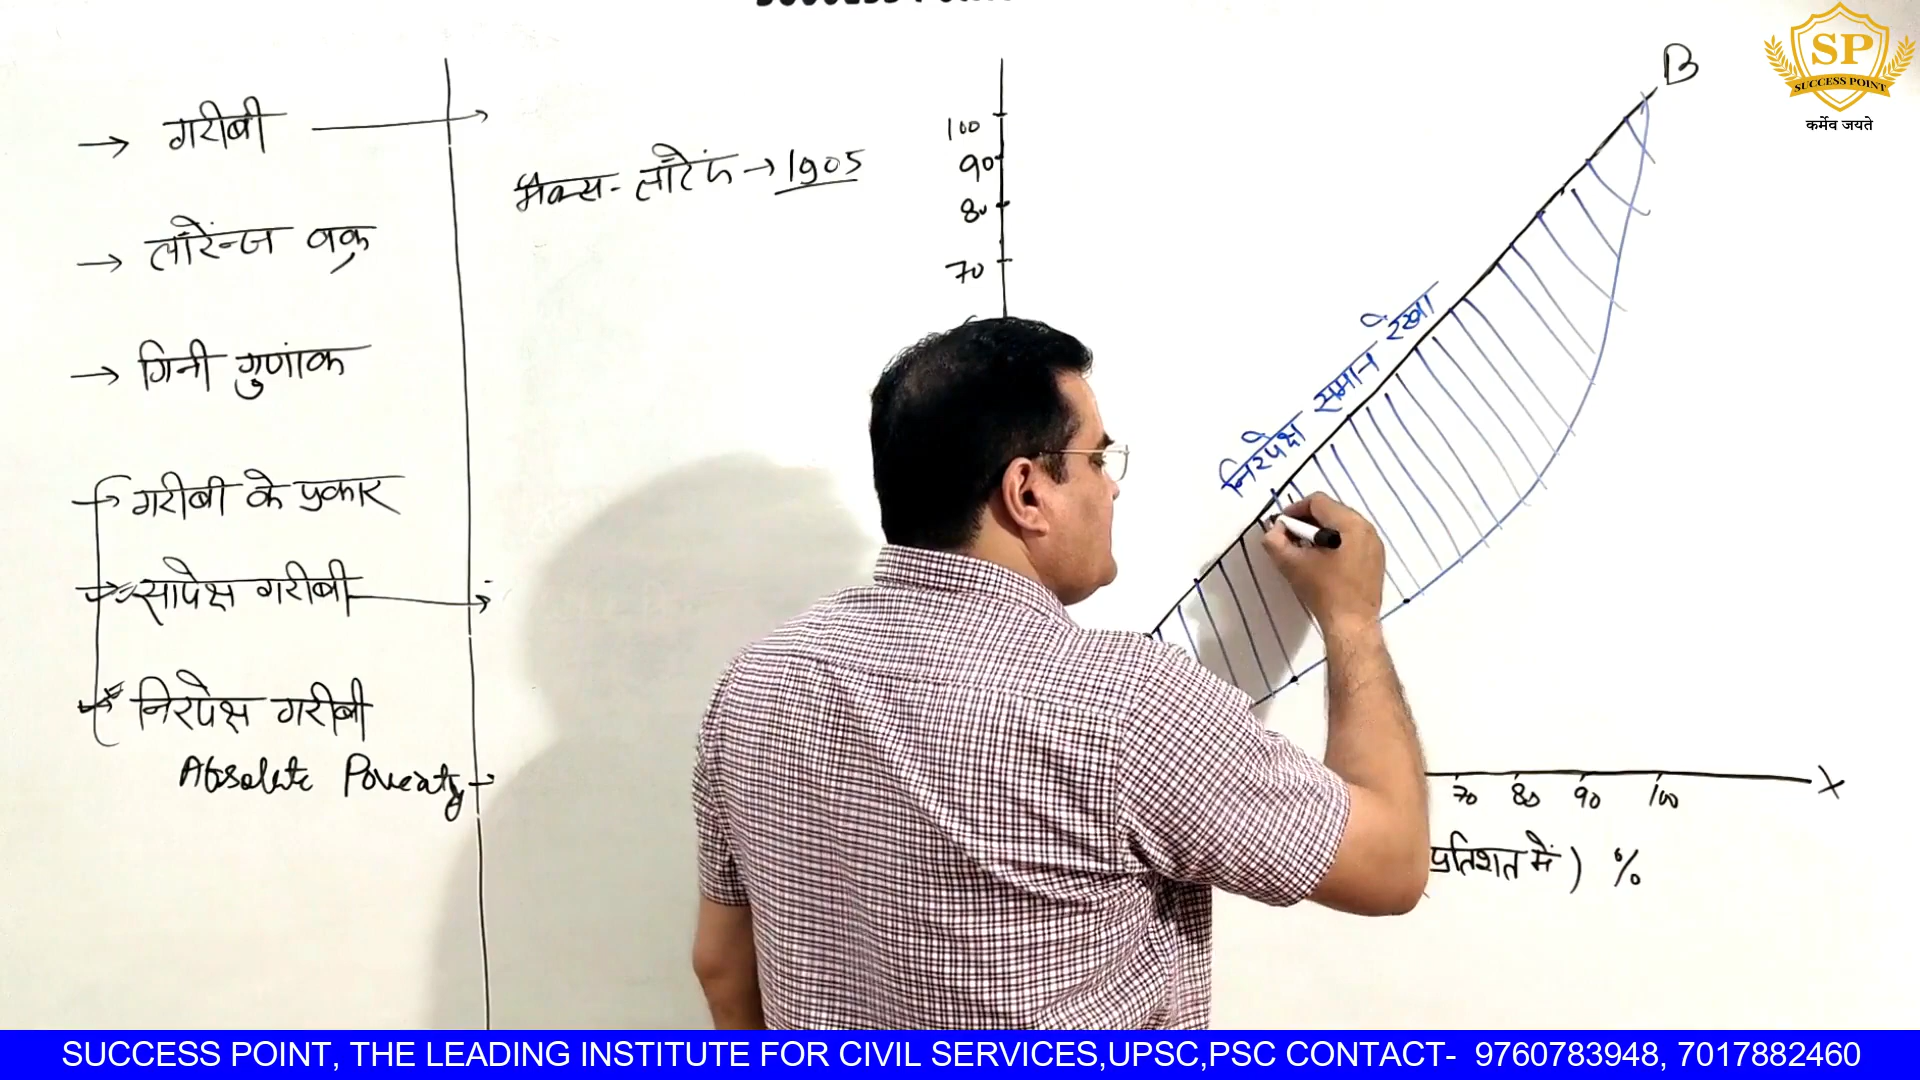 SP
SUCCESS POINT
कर्मेव जयते
→ गरीबी
→ लॉरेन्ज वक्र
→ गिनी गुणांक
गरीबी के प्रकार
सापेक्ष गरीबी
निरपेक्ष गरीबी
Absolute Poverty
मैक्स - लॉरेंज → 1905
100
90
80
70
B
निरपेक्ष समान रेखा
70 80 90 100 X
प्रतिशत में ) %
SUCCESS POINT, THE LEADING INSTITUTE FOR CIVIL SERVICES,UPSC,PSC CONTACT- 9760783948, 7017882460